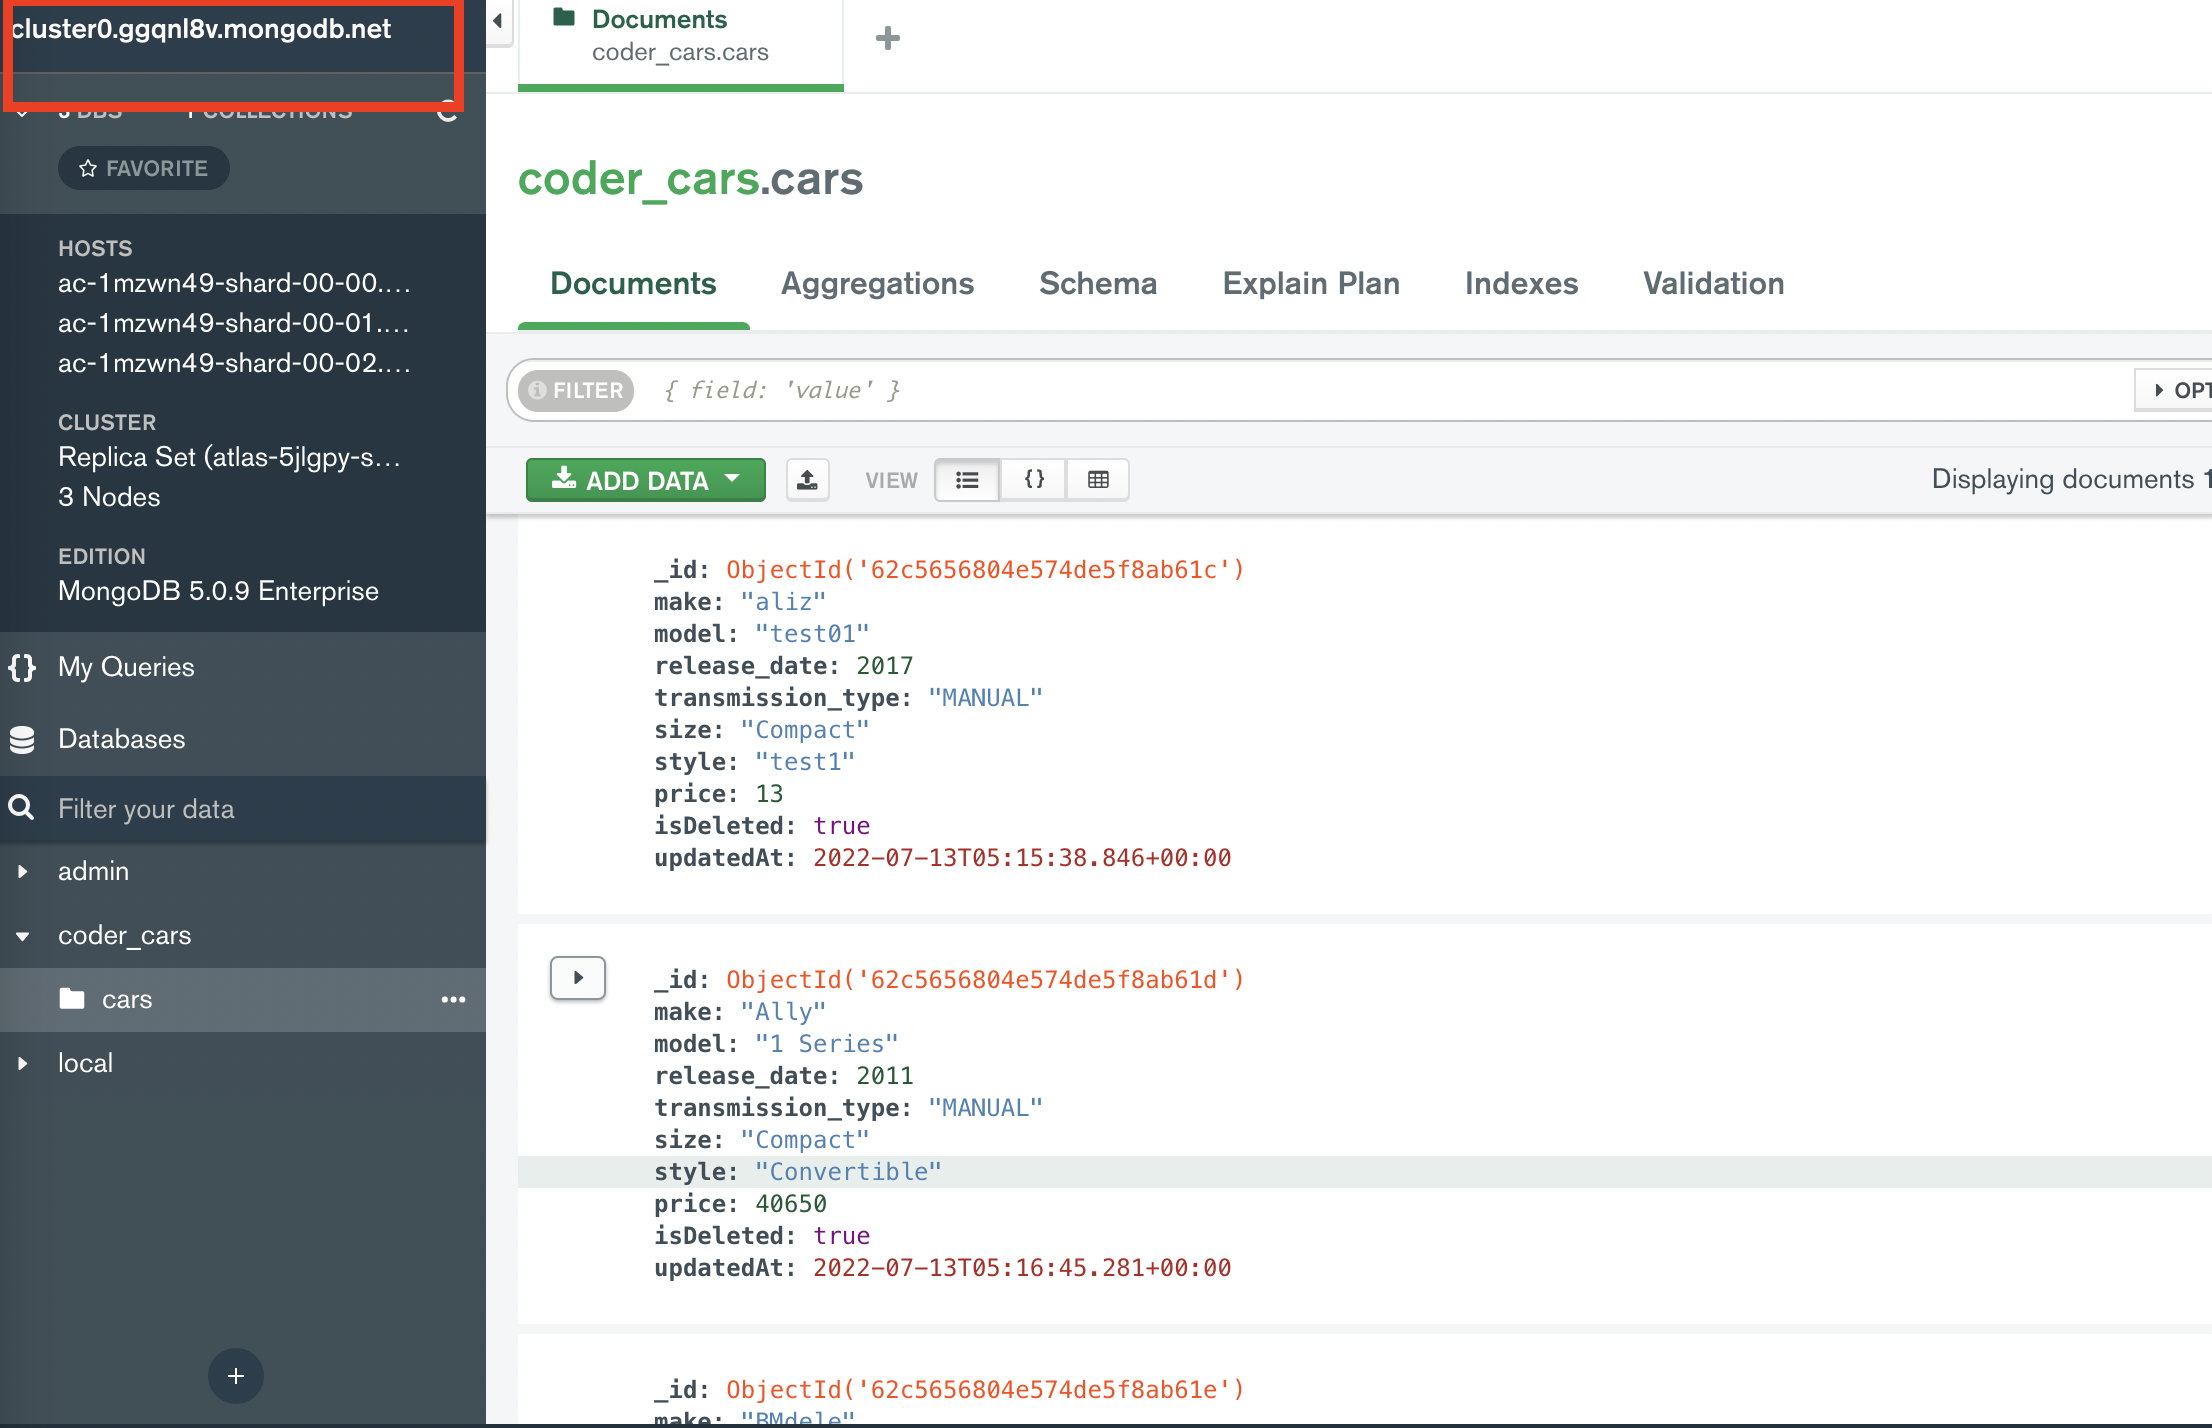 cluster0.ggqnl8v.mongodb.net
DBS COLLECTIONS
FAVORITE
HOSTS
ac-1mzwn49-shard-00-00....
ac-1mzwn49-shard-00-01....
ac-1mzwn49-shard-00-02....
CLUSTER
Replica Set (atlas-5jlgpy-s...
3 Nodes
EDITION
MongoDB 5.0.9 Enterprise
{} My Queries
Databases
Filter your data
admin
coder_cars
cars
local
+
Documents
coder_cars.cars
+
coder_cars.cars
Documents Aggregations Schema Explain Plan Indexes Validation
FILTER { field: 'value' } OPT
ADD DATA VIEW {} Displaying documents 1
_id: ObjectId('62c5656804e574de5f8ab61c')
make: "aliz"
model: "test01"
release_date: 2017
transmission_type: "MANUAL"
size: "Compact"
style: "test1"
price: 13
isDeleted: true
updatedAt: 2022-07-13T05:15:38.846+00:00
_id: ObjectId('62c5656804e574de5f8ab61d')
make: "Ally"
model: "1 Series"
release_date: 2011
transmission_type: "MANUAL"
size: "Compact"
style: "Convertible"
price: 40650
isDeleted: true
updatedAt: 2022-07-13T05:16:45.281+00:00
_id: ObjectId('62c5656804e574de5f8ab61e')
make: "BMdele"